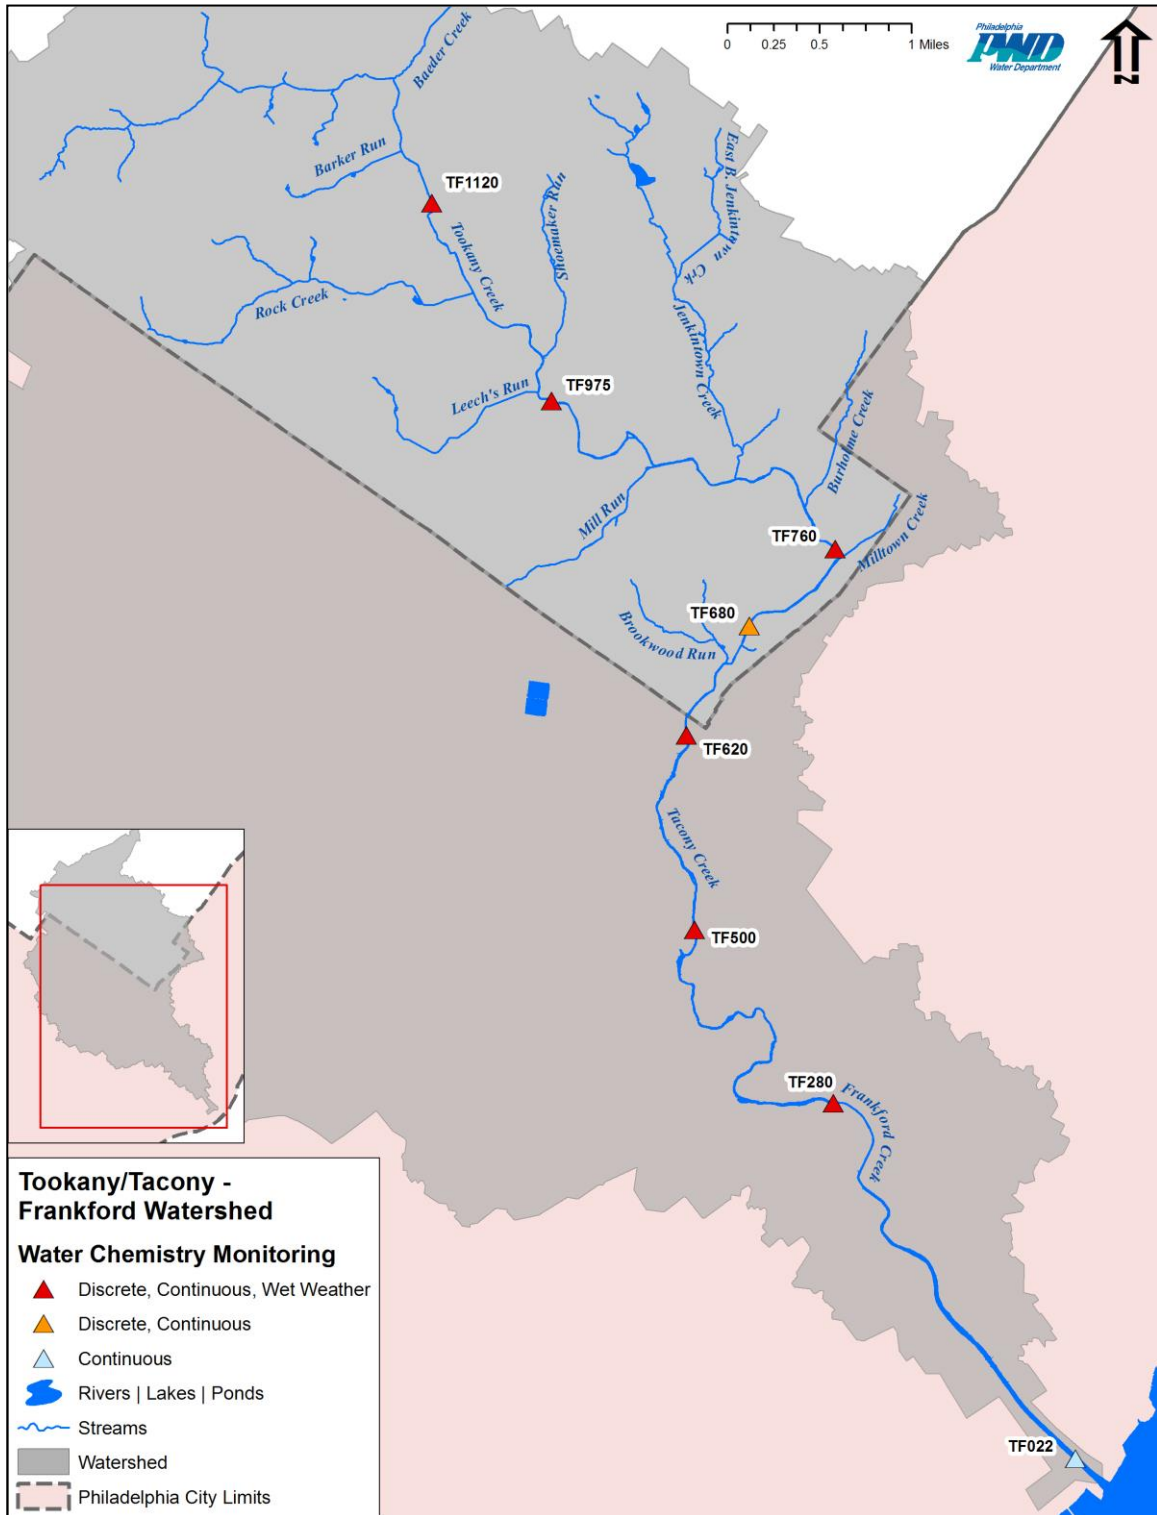 Baeder Creek
0 0.25 0.5 1 Miles
Philadelphia
PWD
Water Department
N
Barker Run
TF1120
Shoemaker Run
East B. Jenkintown Crk
Tookany Creek
Rock Creek
Jenkintown Creek
TF975
Leech's Run
Burholme Creek
Mill Run
TF760
Milltown Creek
TF680
Brookwood Run
TF620
Tacony Creek
TF500
TF280
Frankford Creek
TF022
Tookany/Tacony -
Frankford Watershed
Water Chemistry Monitoring
Discrete, Continuous, Wet Weather
Discrete, Continuous
Continuous
Rivers | Lakes | Ponds
Streams
Watershed
Philadelphia City Limits